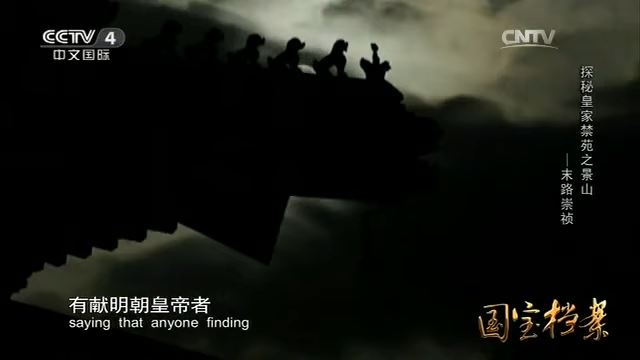 CCTV 4
中文国际
CNTV
探秘皇家禁苑之景山
—末路崇祯
有献明朝皇帝者
saying that anyone finding
国宝档案